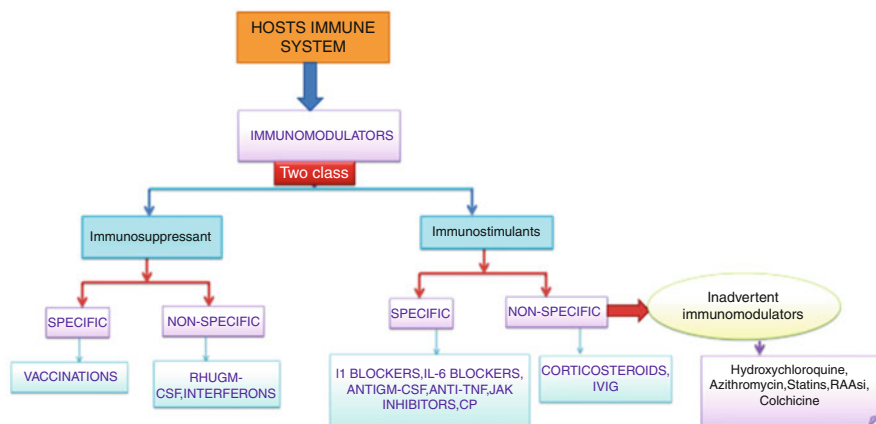 HOSTS IMMUNE
SYSTEM
IMMUNOMODULATORS
Two class
Immunosuppressant
Immunostimulants
SPECIFIC
NON-SPECIFIC
SPECIFIC
NON-SPECIFIC
Inadvertent
immunomodulators
VACCINATIONS
RHUGM-
CSF,INTERFERONS
I1 BLOCKERS,IL-6 BLOCKERS,
ANTIGM-CSF,ANTI-TNF,JAK
INHIBITORS,CP
CORTICOSTEROIDS,
IVIG
Hydroxychloroquine,
Azithromycin,Statins,RAAsi,
Colchicine